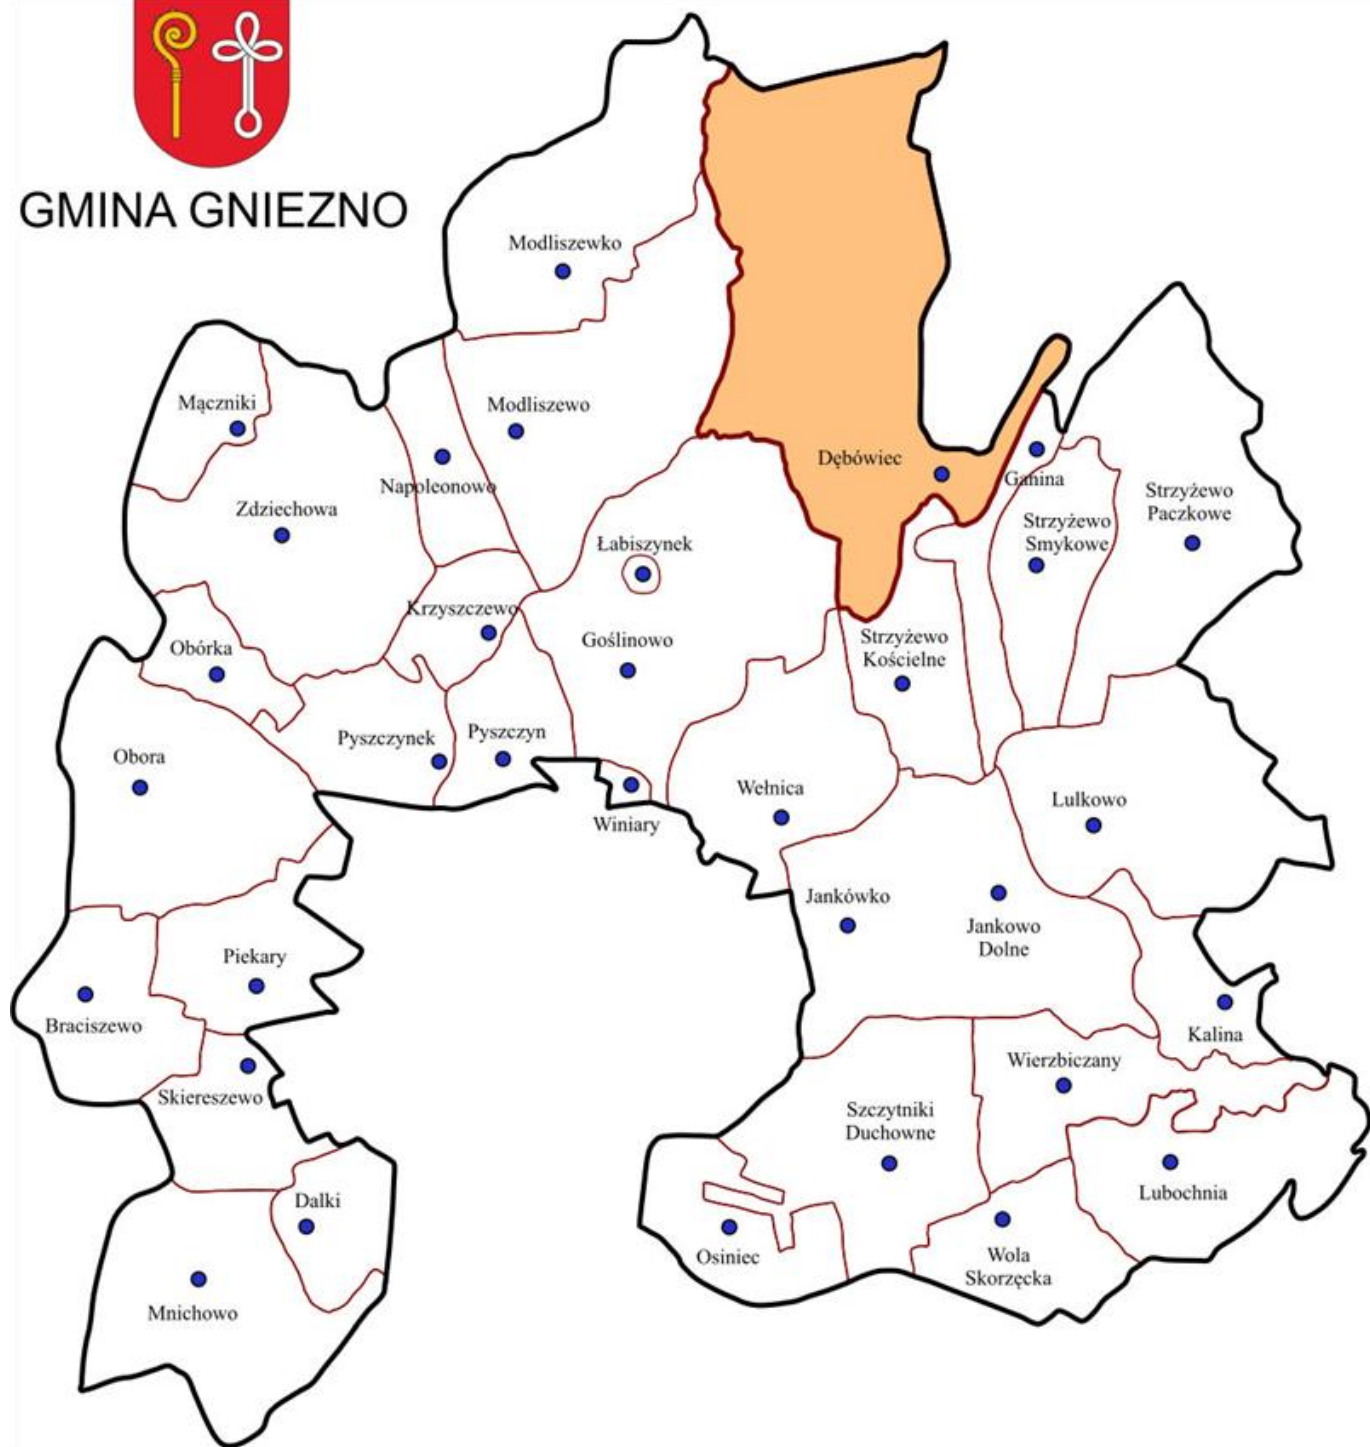 GMINA GNIEZNO
Modliszewko
Mączniki
Modliszewo
Dębówiec
Ganina
Napoleonowo
Strzyżewo
Paczkowe
Zdziechowa
Strzyżewo
Smykowe
Łabiszynek
Krzyszczewo
Obórka
Goślinowo
Strzyżewo
Kościelne
Pyszczynek
Pyszczyn
Obora
Wełnica
Lulkowo
Winiary
Jankówko
Jankowo
Dolne
Piekary
Braciszewo
Kalina
Wierzbiczany
Skiereszewo
Szczytniki
Duchowne
Lubochnia
Dalki
Osiniec
Wola
Skorzęcka
Mnichowo